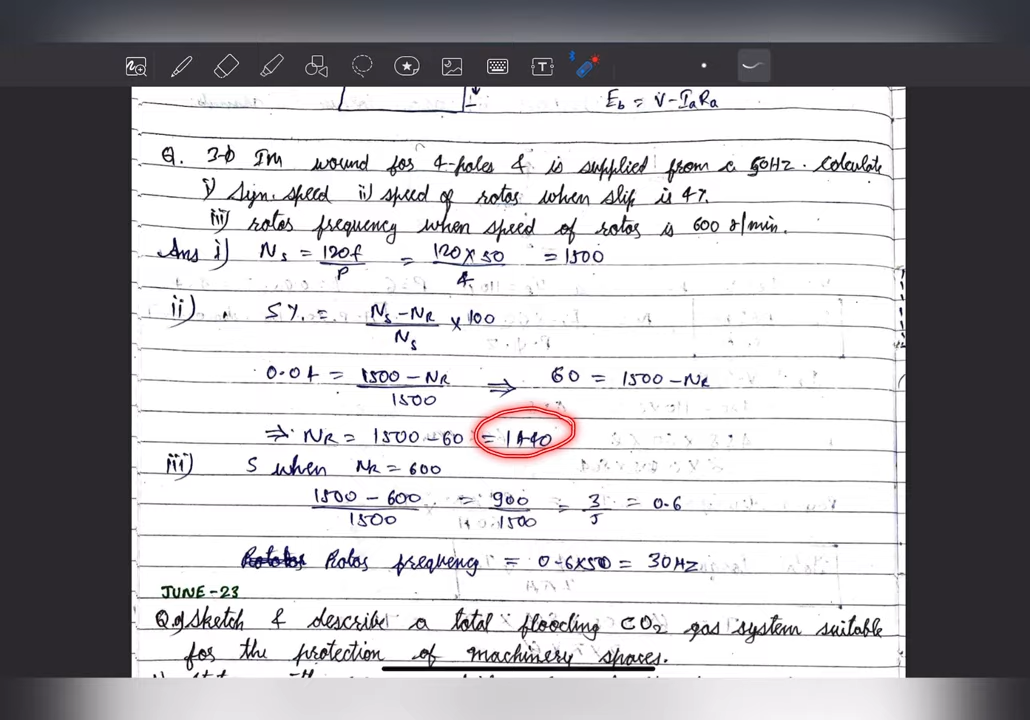 Eb = V - IaRa
Q. 3-ϕ IM wound for 4-poles & is supplied from a 50HZ. Calculate
i) Syn. speed ii) speed of rotor when slip is 4%
iii) rotor frequency when speed of rotor is 600 r/min.
Ans i) Ns = 120f/P = 120×50/4 = 1500
ii) S% = Ns-NR/Ns × 100
0.04 = 1500-NR/1500 ⇒ 60 = 1500-NR
⇒ NR = 1500-60 = 1440
iii) S when NR = 600
1500-600/1500 = 900/1500 = 3/5 = 0.6
Rotor frequency = 0.6×50 = 30HZ
JUNE-23
Q.9 Sketch & describe a total flooding CO2 gas system suitable
for the protection of machinery spaces.